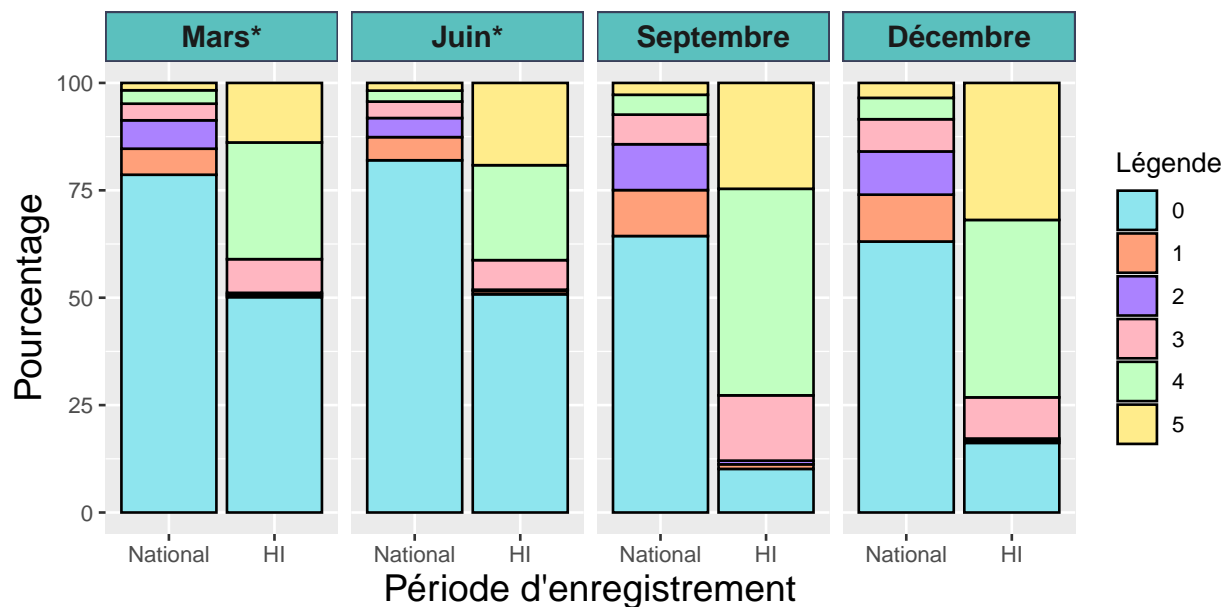 Mars* Juin* Septembre Décembre
100
75
50
25
0
Pourcentage
National HI National HI National HI National HI
Période d'enregistrement
Légende
0
1
2
3
4
5